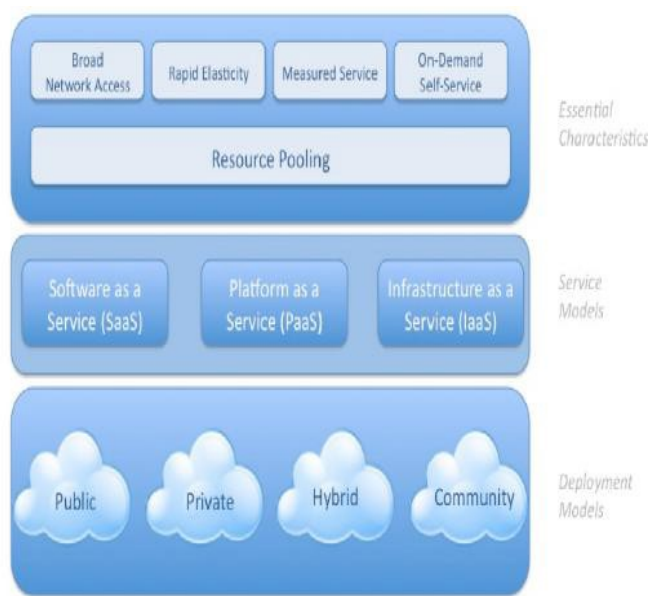 Broad
Network Access
Rapid Elasticity
Measured Service
On-Demand
Self-Service
Resource Pooling
Essential
Characteristics
Software as a
Service (SaaS)
Platform as a
Service (PaaS)
Infrastructure as a
Service (IaaS)
Service
Models
Public
Private
Hybrid
Community
Deployment
Models